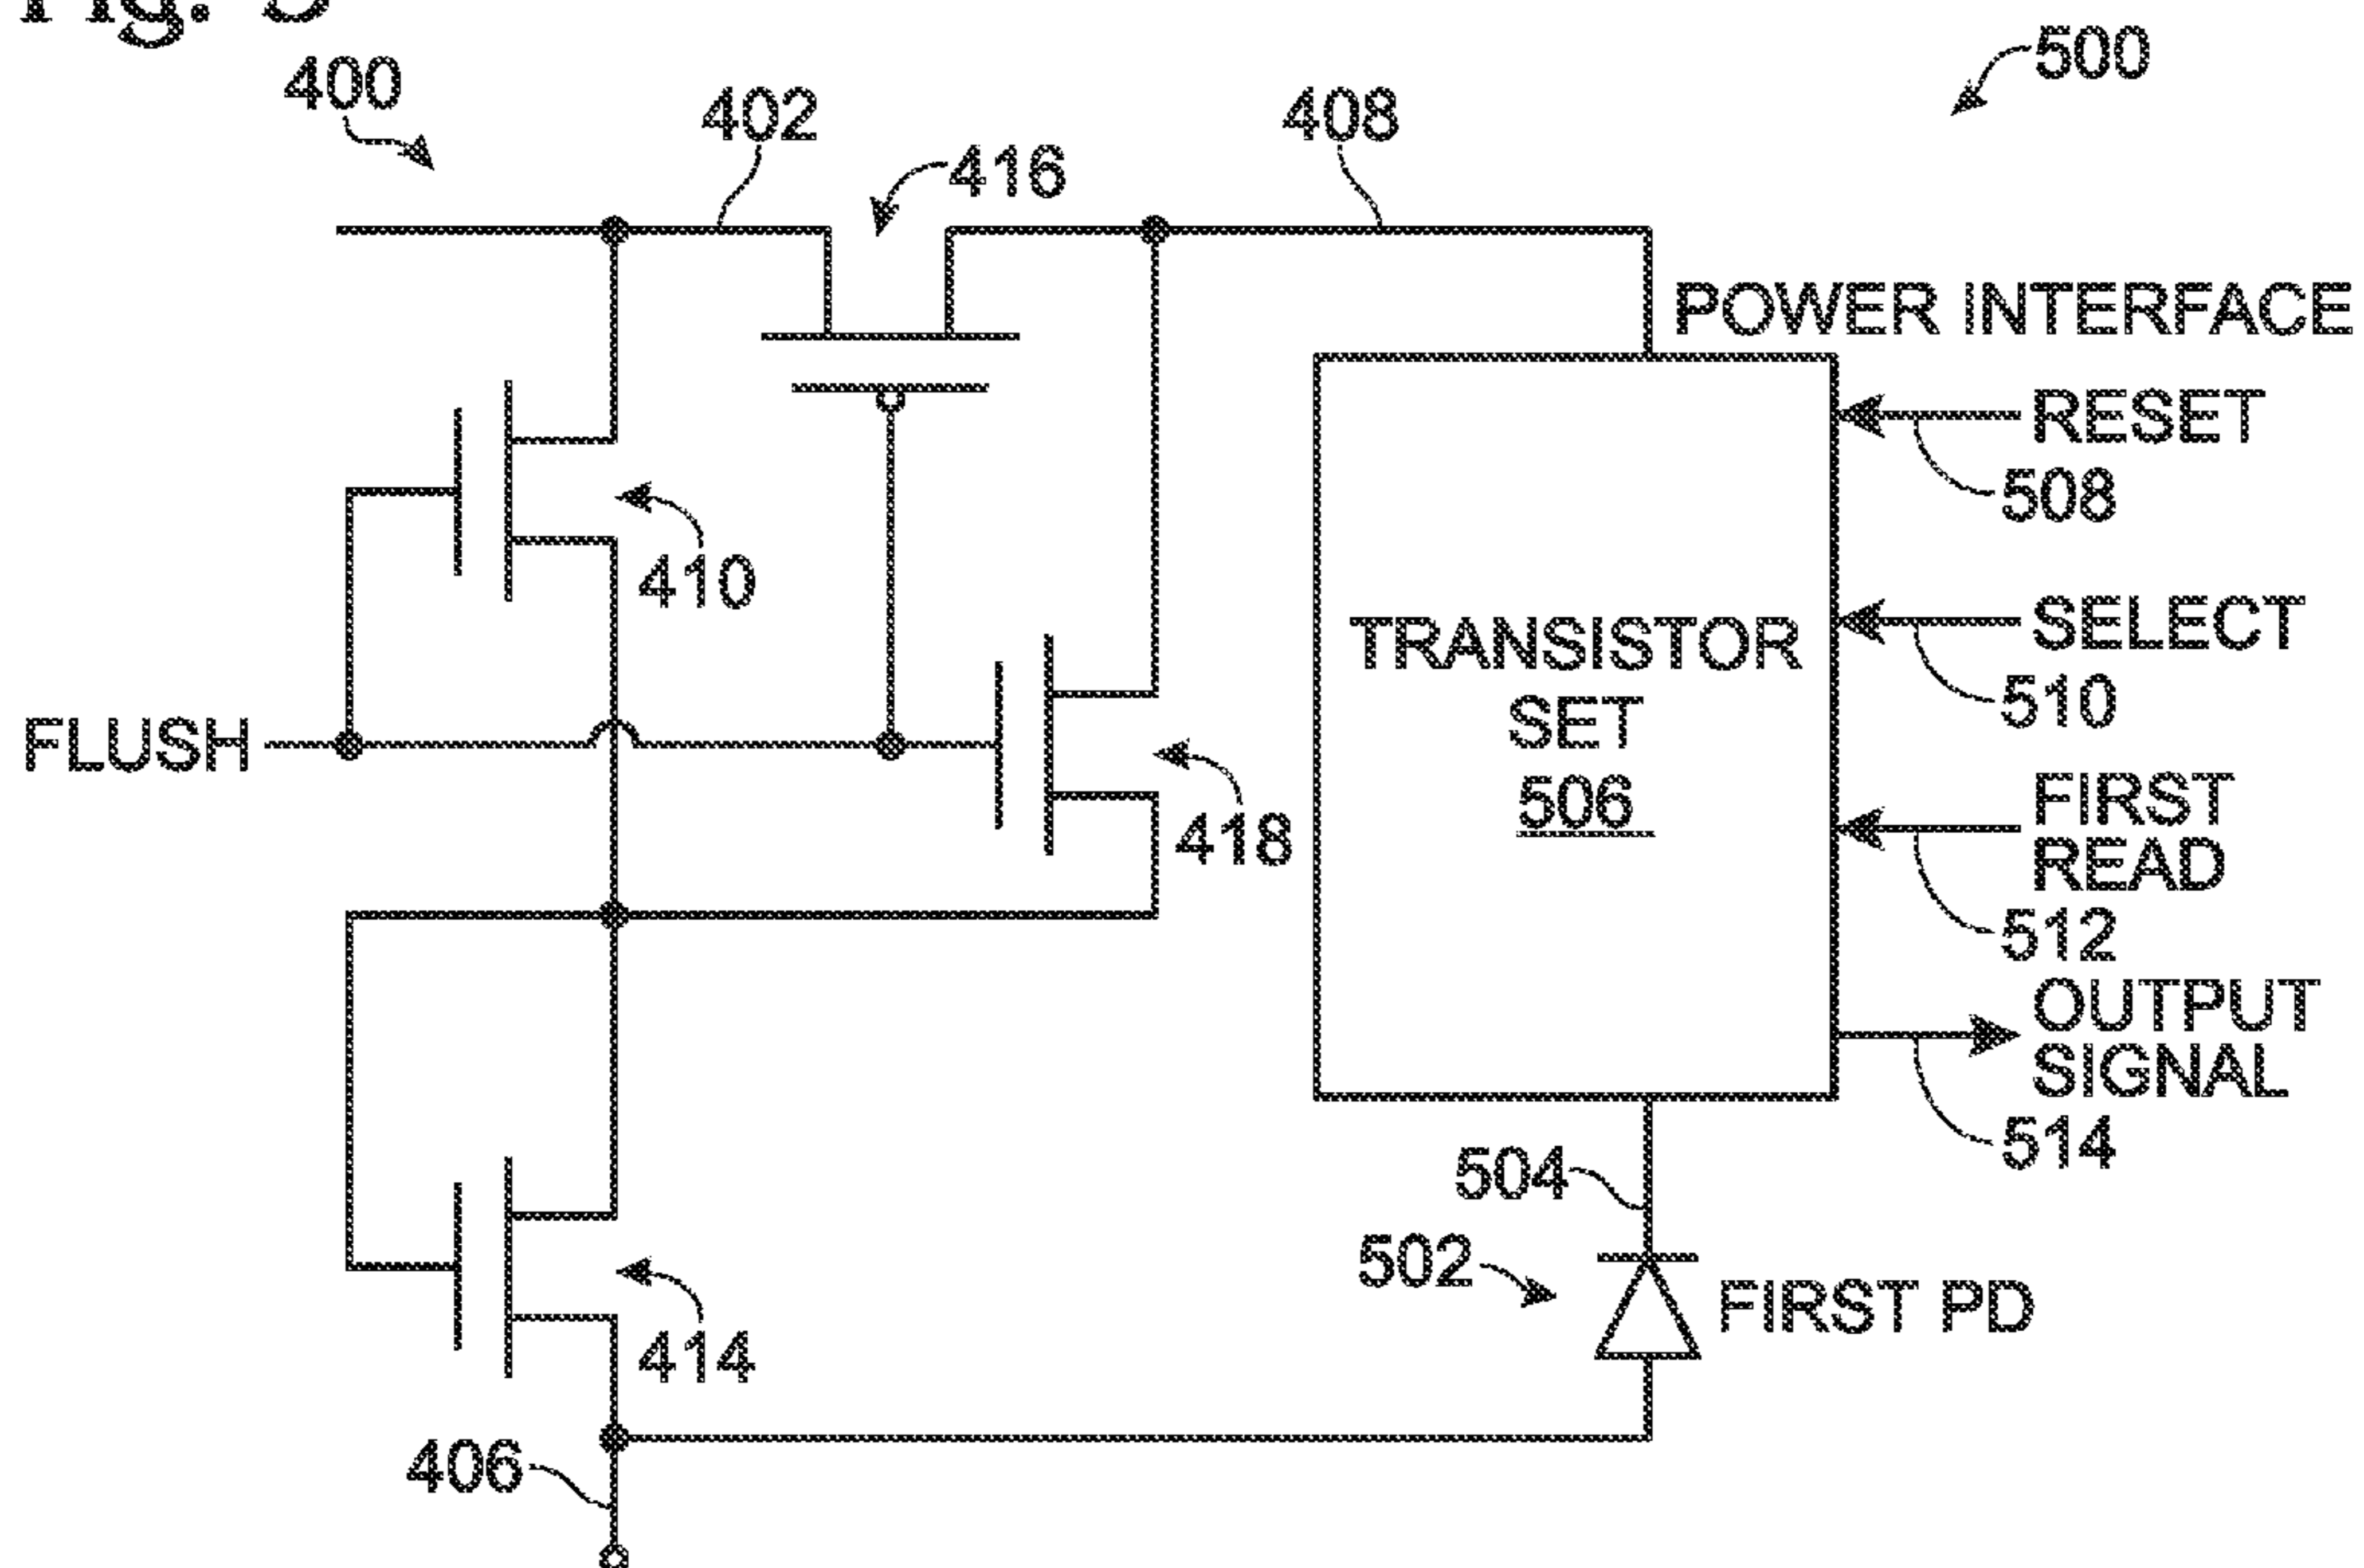 Fig. 5
500
400
402
408
416
POWER INTERFACE
RESET
508
410
SELECT
TRANSISTOR
SET
506
510
FLUSH
FIRST
READ
418
512
OUTPUT
SIGNAL
514
504
502
FIRST PD
414
406